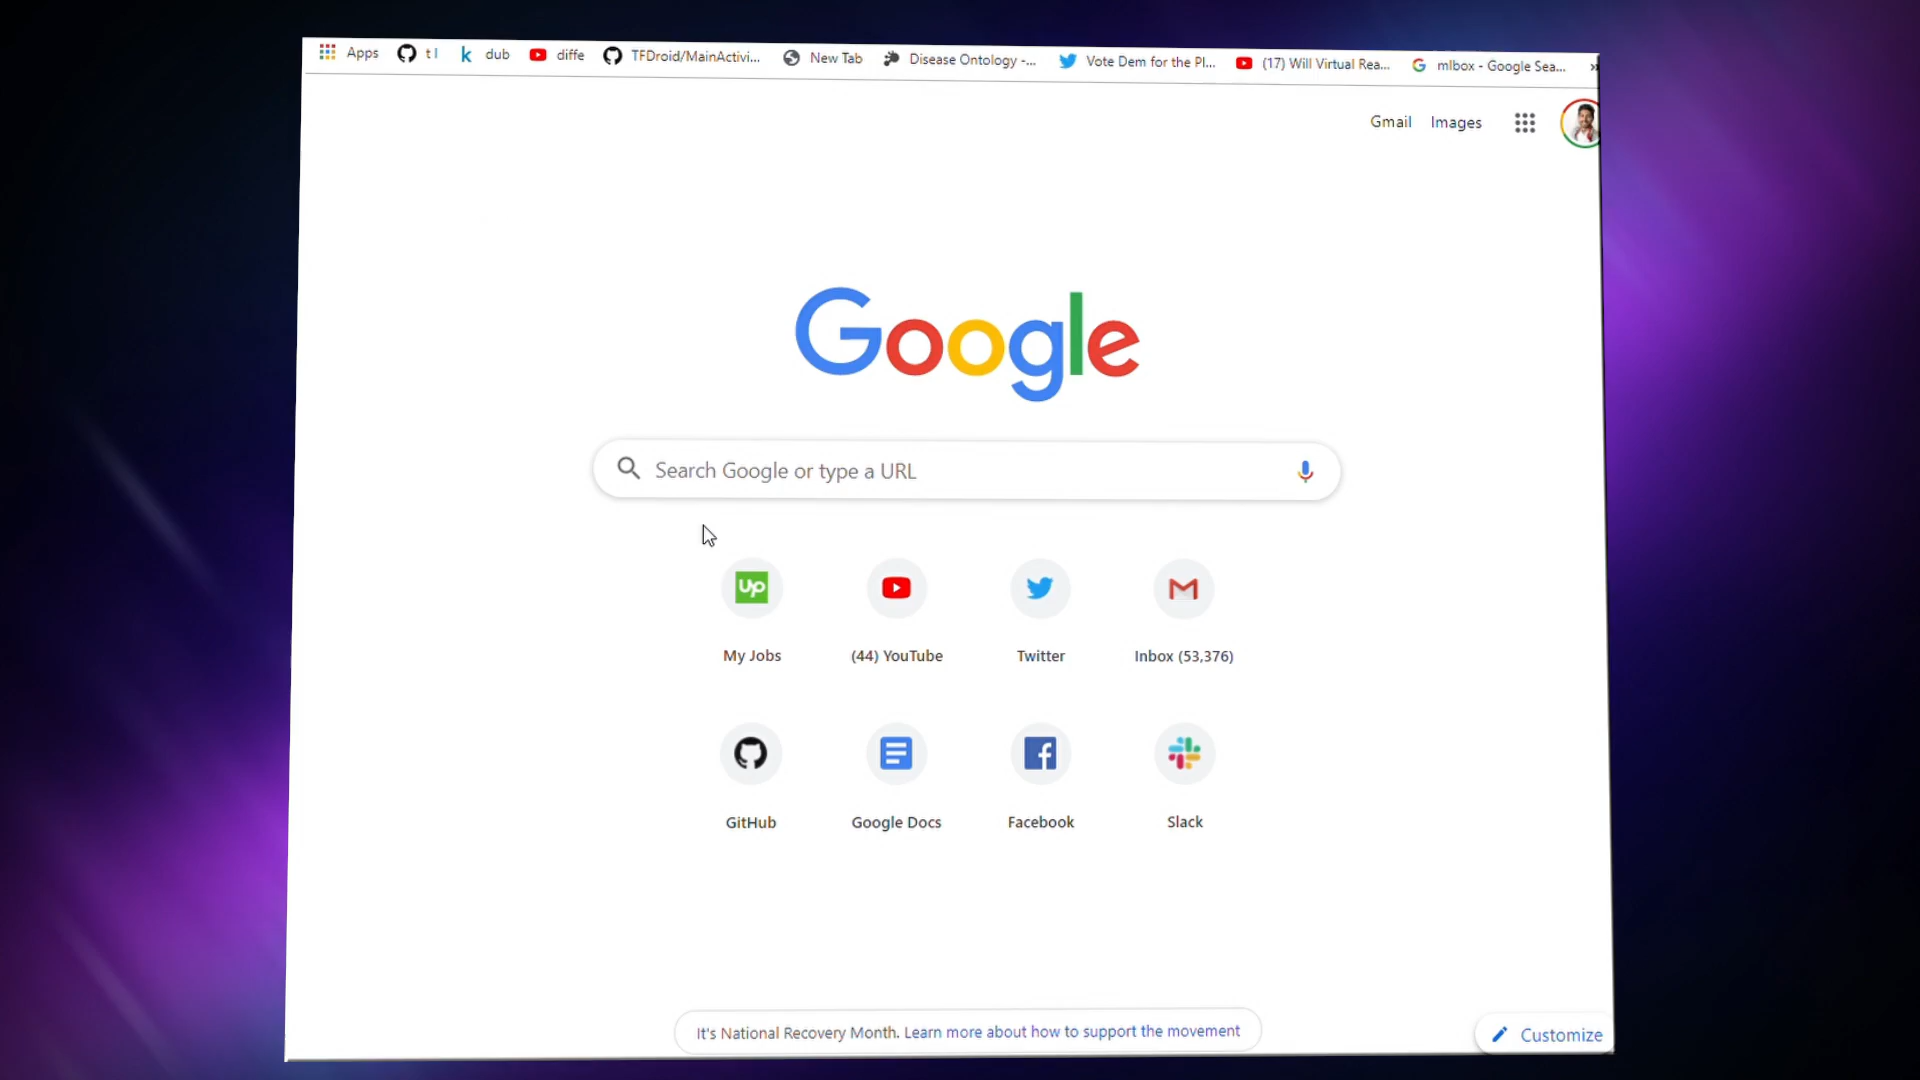 Apps t l dub diffe TFDroid/MainActivi... New Tab Disease Ontology -... Vote Dem for the Pl... (17) Will Virtual Rea... mlbox - Google Sea... »
Gmail Images
Google
Search Google or type a URL
Up
My Jobs (44) YouTube Twitter Inbox (53,376)
GitHub Google Docs Facebook Slack
It's National Recovery Month. Learn more about how to support the movement
Customize